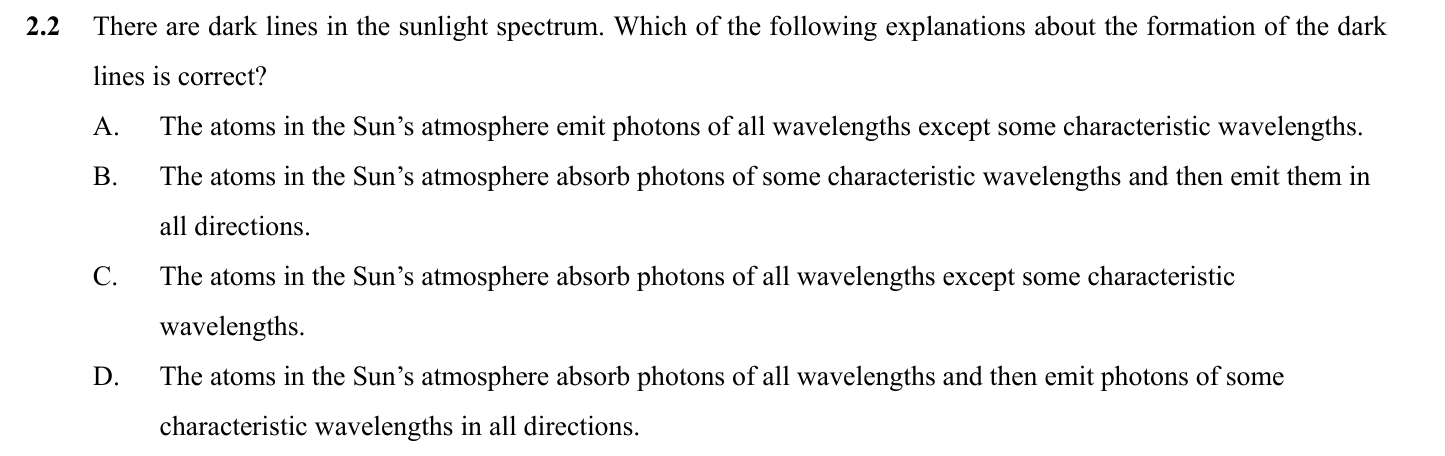 2.2 There are dark lines in the sunlight spectrum. Which of the following explanations about the formation of the dark
lines is correct?
A. The atoms in the Sun’s atmosphere emit photons of all wavelengths except some characteristic wavelengths.
B. The atoms in the Sun’s atmosphere absorb photons of some characteristic wavelengths and then emit them in
all directions.
C. The atoms in the Sun’s atmosphere absorb photons of all wavelengths except some characteristic
wavelengths.
D. The atoms in the Sun’s atmosphere absorb photons of all wavelengths and then emit photons of some
characteristic wavelengths in all directions.